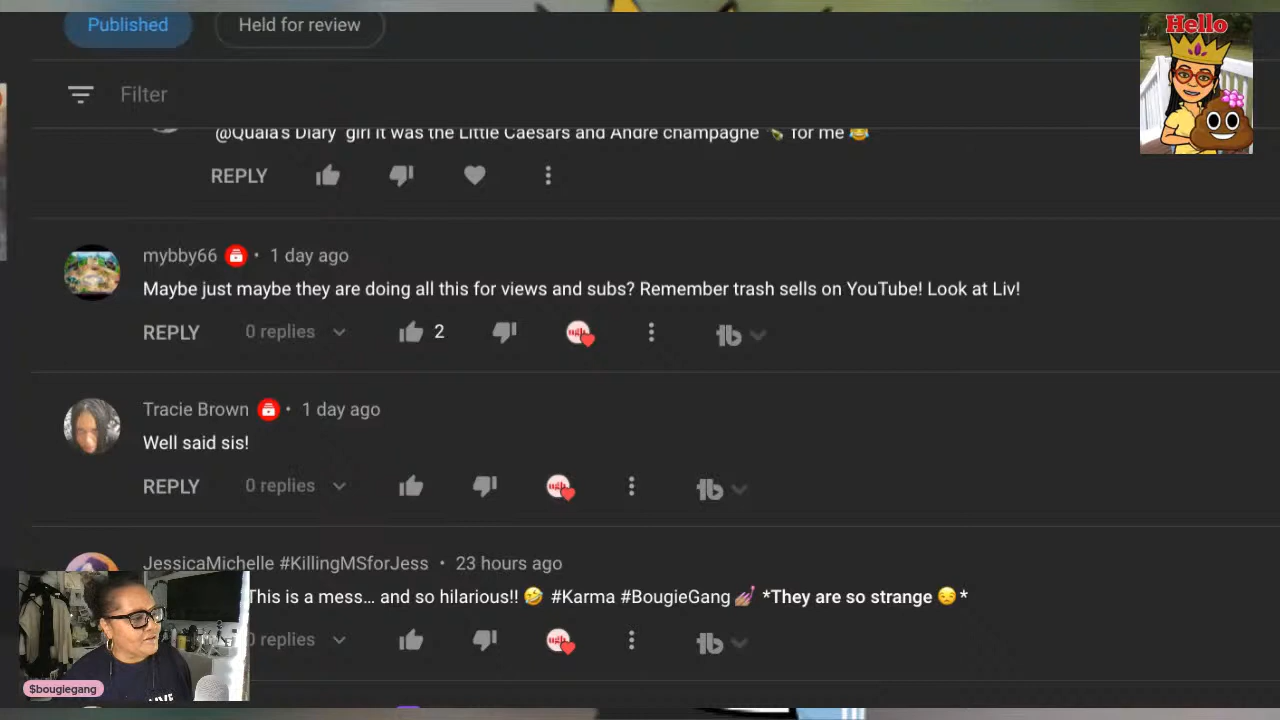 Published Held for review
Hello
Filter
@Quala's Diary girl it was the Little Caesars and Andre champagne 🍾 for me 😂
REPLY
mybby66 • 1 day ago
Maybe just maybe they are doing all this for views and subs? Remember trash sells on YouTube! Look at Liv!
REPLY 0 replies 2
Tracie Brown • 1 day ago
Well said sis!
REPLY 0 replies
JessicaMichelle #KillingMSforJess • 23 hours ago
This is a mess… and so hilarious!! 🤣 #Karma #BougieGang 💅🏽 *They are so strange 😒*
0 replies
$bougiegang